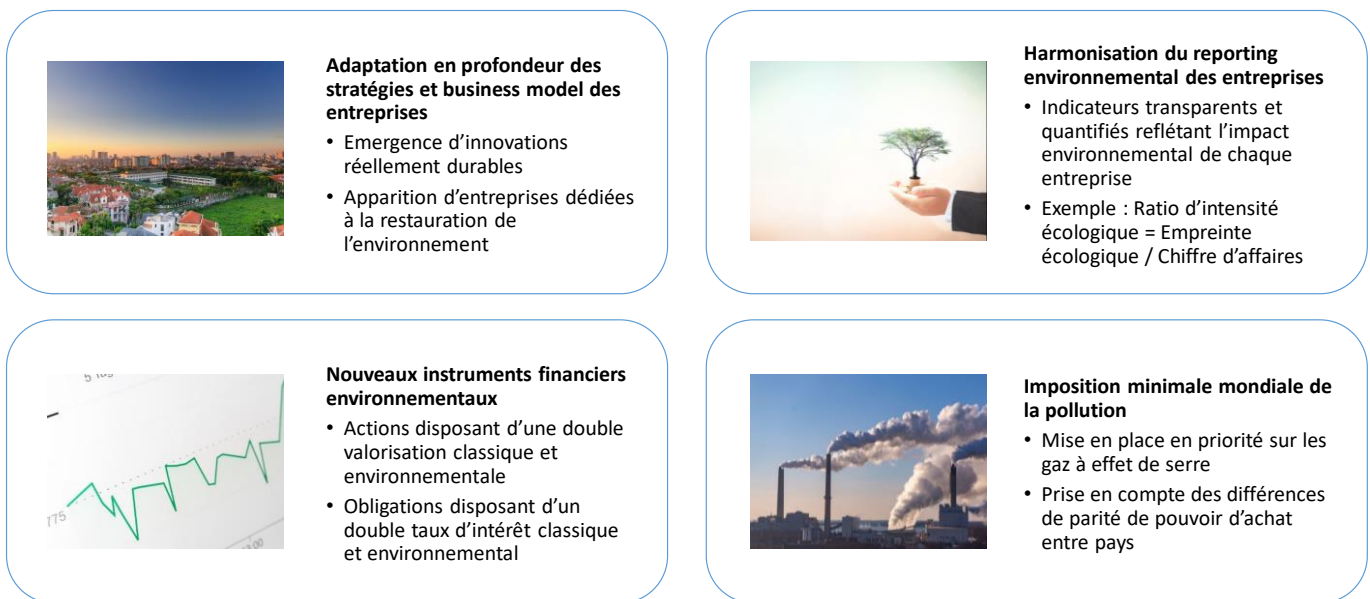 Adaptation en profondeur des
stratégies et business model des
entreprises
• Emergence d'innovations
réellement durables
• Apparition d'entreprises dédiées
à la restauration de
l'environnement
Harmonisation du reporting
environnemental des entreprises
• Indicateurs transparents et
quantifiés reflétant l'impact
environnemental de chaque
entreprise
• Exemple : Ratio d'intensité
écologique = Empreinte
écologique / Chiffre d'affaires
775
Nouveaux instruments financiers
environnementaux
• Actions disposant d'une double
valorisation classique et
environnementale
• Obligations disposant d'un
double taux d'intérêt classique
et environnemental
Imposition minimale mondiale de
la pollution
• Mise en place en priorité sur les
gaz à effet de serre
• Prise en compte des différences
de parité de pouvoir d'achat
entre pays